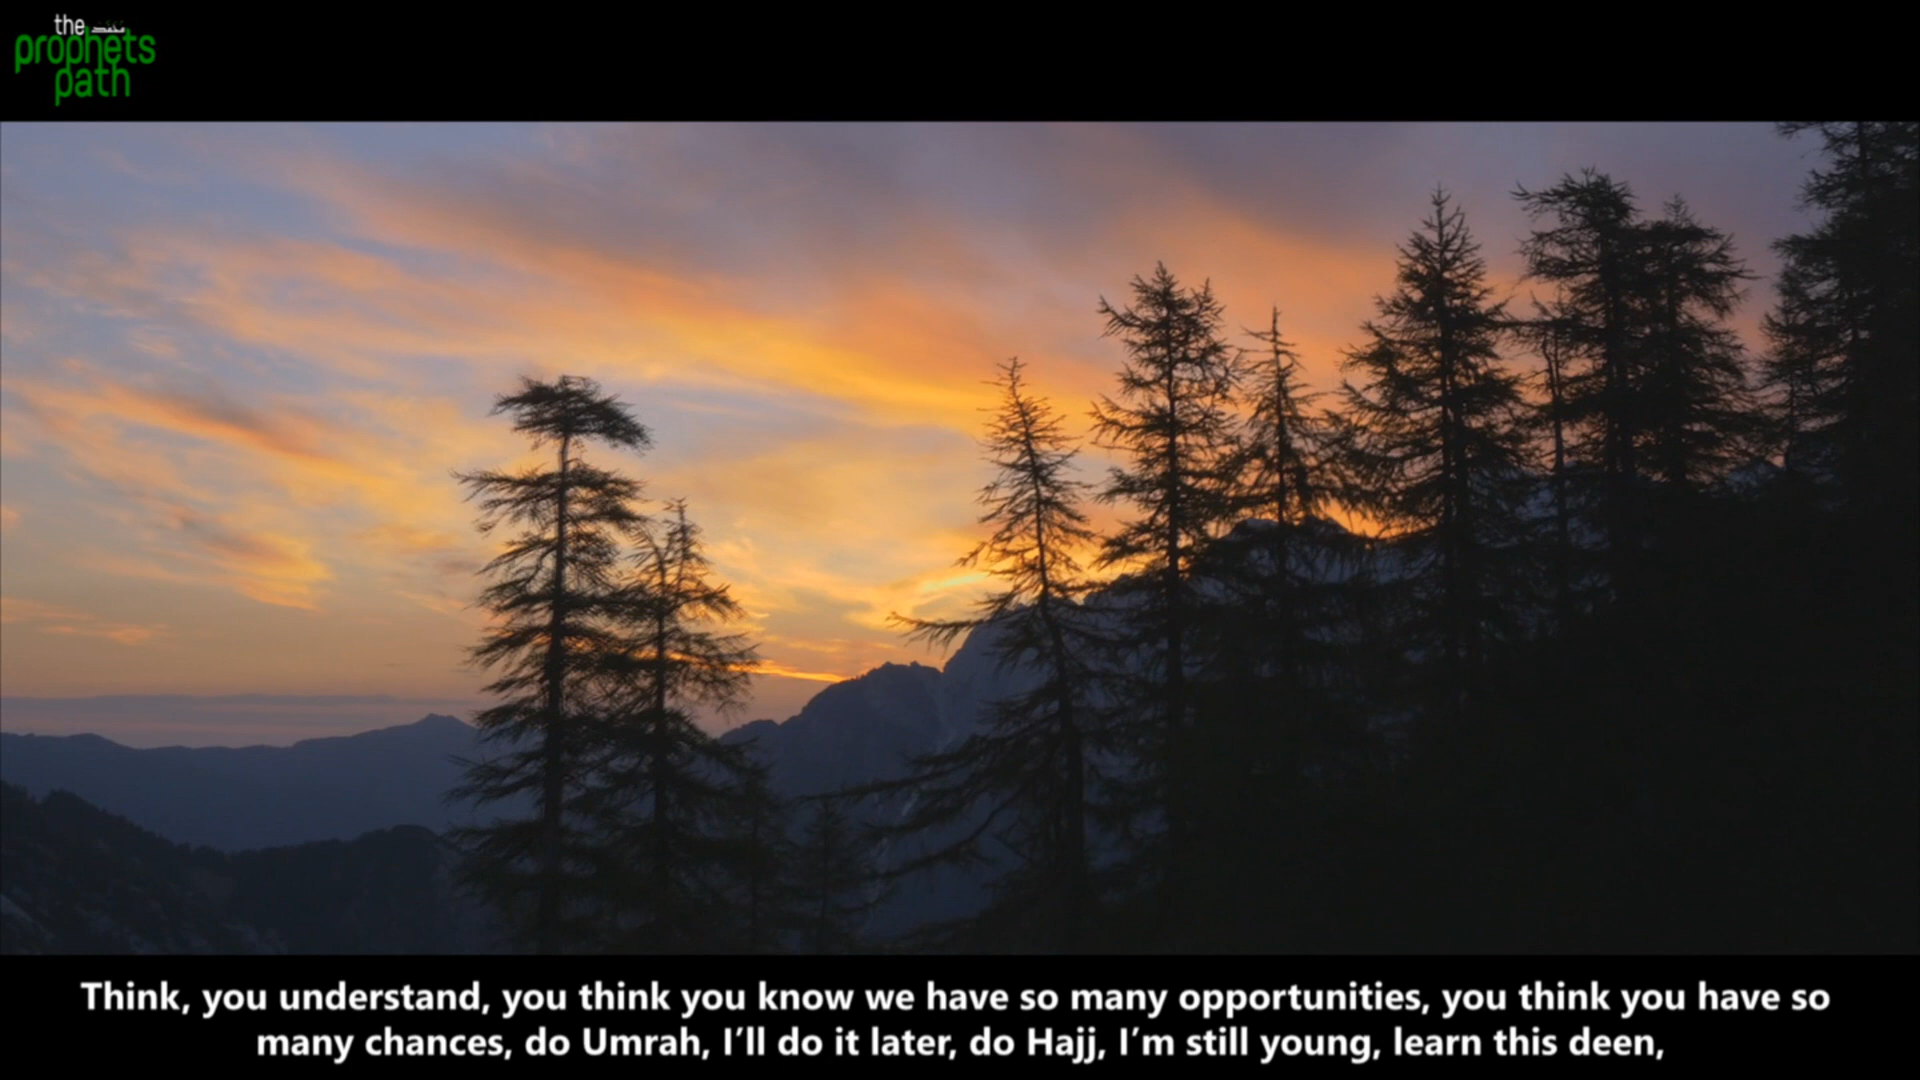 the
prophets
path
Think, you understand, you think you know we have so many opportunities, you think you have so
many chances, do Umrah, I’ll do it later, do Hajj, I’m still young, learn this deen,